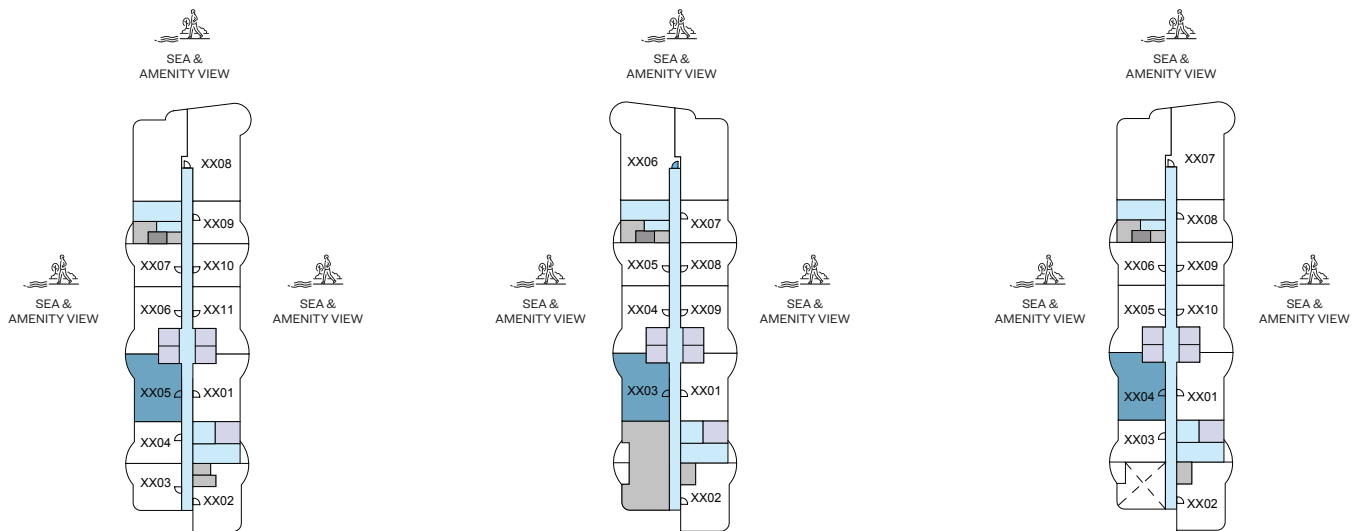 SEA &
AMENITY VIEW
XX08
XX09
XX07
XX10
SEA &
AMENITY VIEW
SEA &
AMENITY VIEW
XX06
XX11
XX05
XX01
XX04
XX03
XX02
SEA &
AMENITY VIEW
XX06
XX07
XX05
XX08
SEA &
AMENITY VIEW
SEA &
AMENITY VIEW
XX04
XX09
XX03
XX01
XX02
SEA &
AMENITY VIEW
XX07
XX08
XX06
XX09
SEA &
AMENITY VIEW
SEA &
AMENITY VIEW
XX05
XX10
XX04
XX01
XX03
XX02